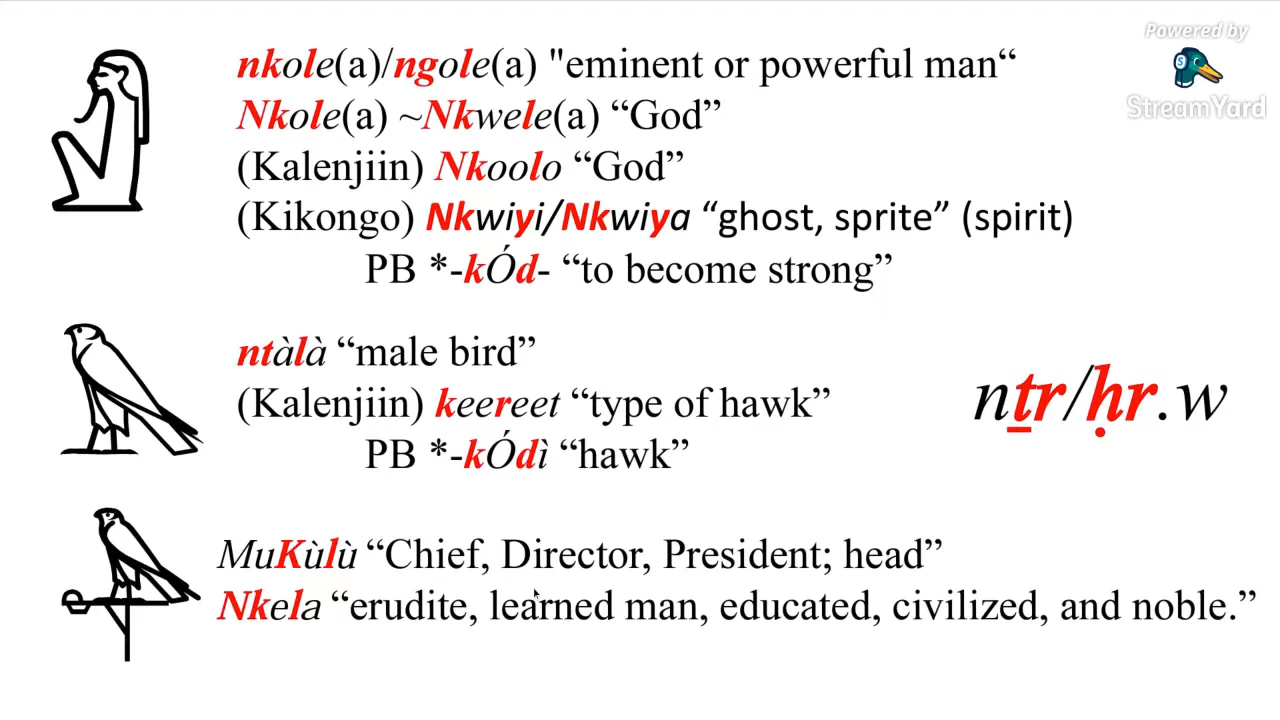 Powered by
StreamYard
nkole(a)/ngole(a) "eminent or powerful man“
Nkole(a) ~Nkwele(a) “God”
(Kalenjiin) Nkoolo “God”
(Kikongo) Nkwiyi/Nkwiya “ghost, sprite” (spirit)
PB *-kÓd- “to become strong”
ntàlà “male bird”
(Kalenjiin) keereet “type of hawk”
PB *-kÓdì “hawk”
nṯr/ḥr.w
MuKùlù “Chief, Director, President; head”
Nkela “erudite, learned man, educated, civilized, and noble.”